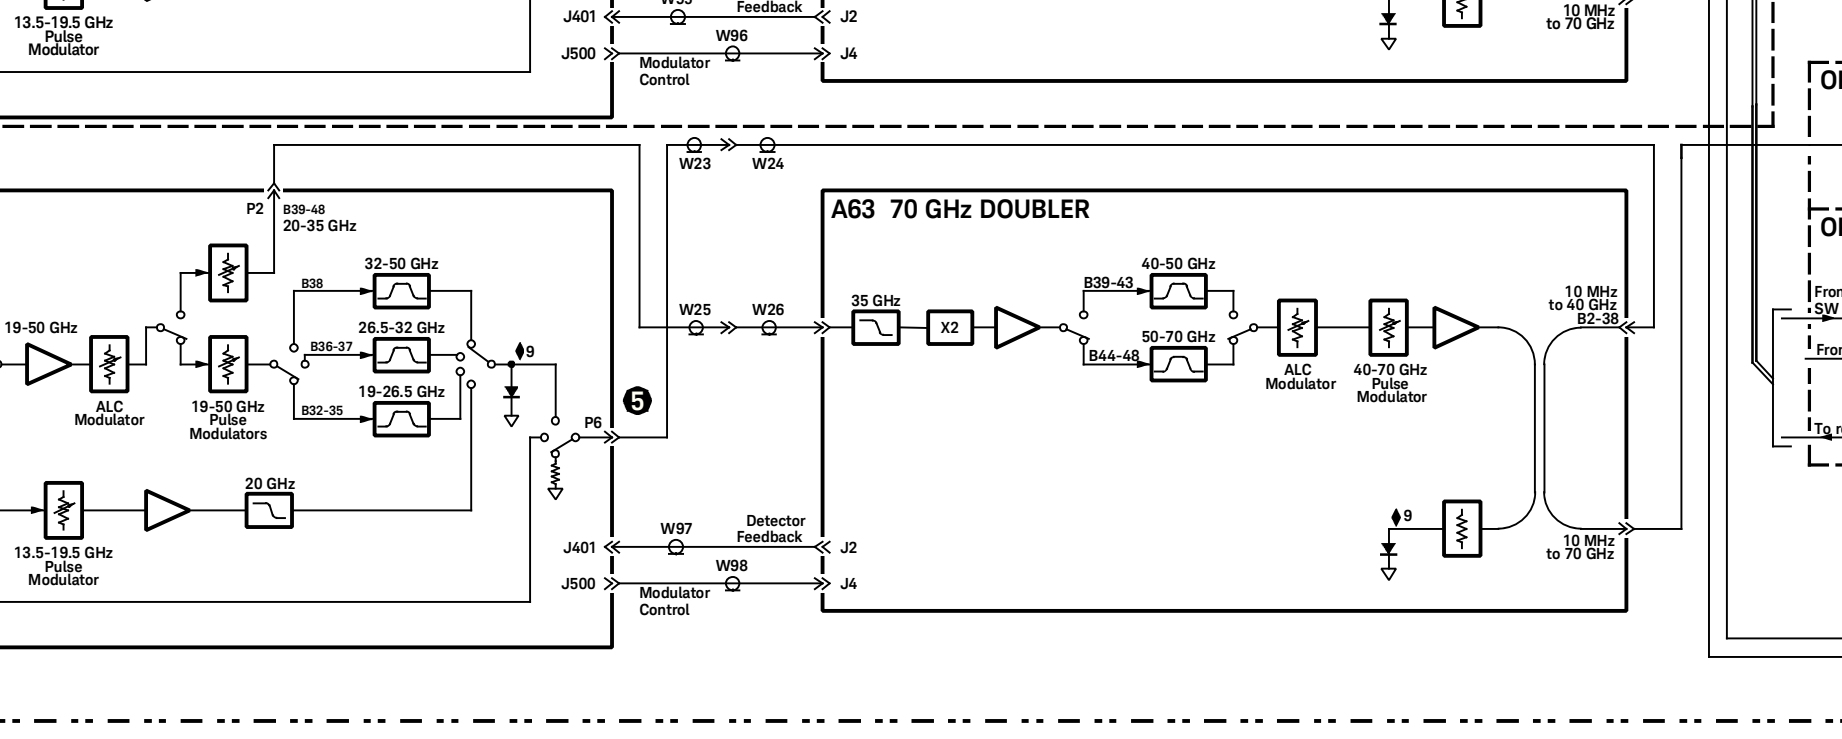 13.5-19.5 GHz
Pulse
Modulator
J401
Feedback
J2
J500
W96
J4
Modulator
Control
10 MHz
to 70 GHz
W23
W24
P2
B39-48
20-35 GHz
A63 70 GHz DOUBLER
19-50 GHz
ALC
Modulator
19-50 GHz
Pulse
Modulators
B38
32-50 GHz
B36-37
26.5-32 GHz
B32-35
19-26.5 GHz
9
5
P6
W25
W26
35 GHz
X2
B39-43
40-50 GHz
B44-48
50-70 GHz
ALC
Modulator
40-70 GHz
Pulse
Modulator
10 MHz
to 40 GHz
B2-38
From
SW
From
To
13.5-19.5 GHz
Pulse
Modulator
20 GHz
J401
W97
Detector
Feedback
J2
J500
W98
J4
Modulator
Control
9
10 MHz
to 70 GHz